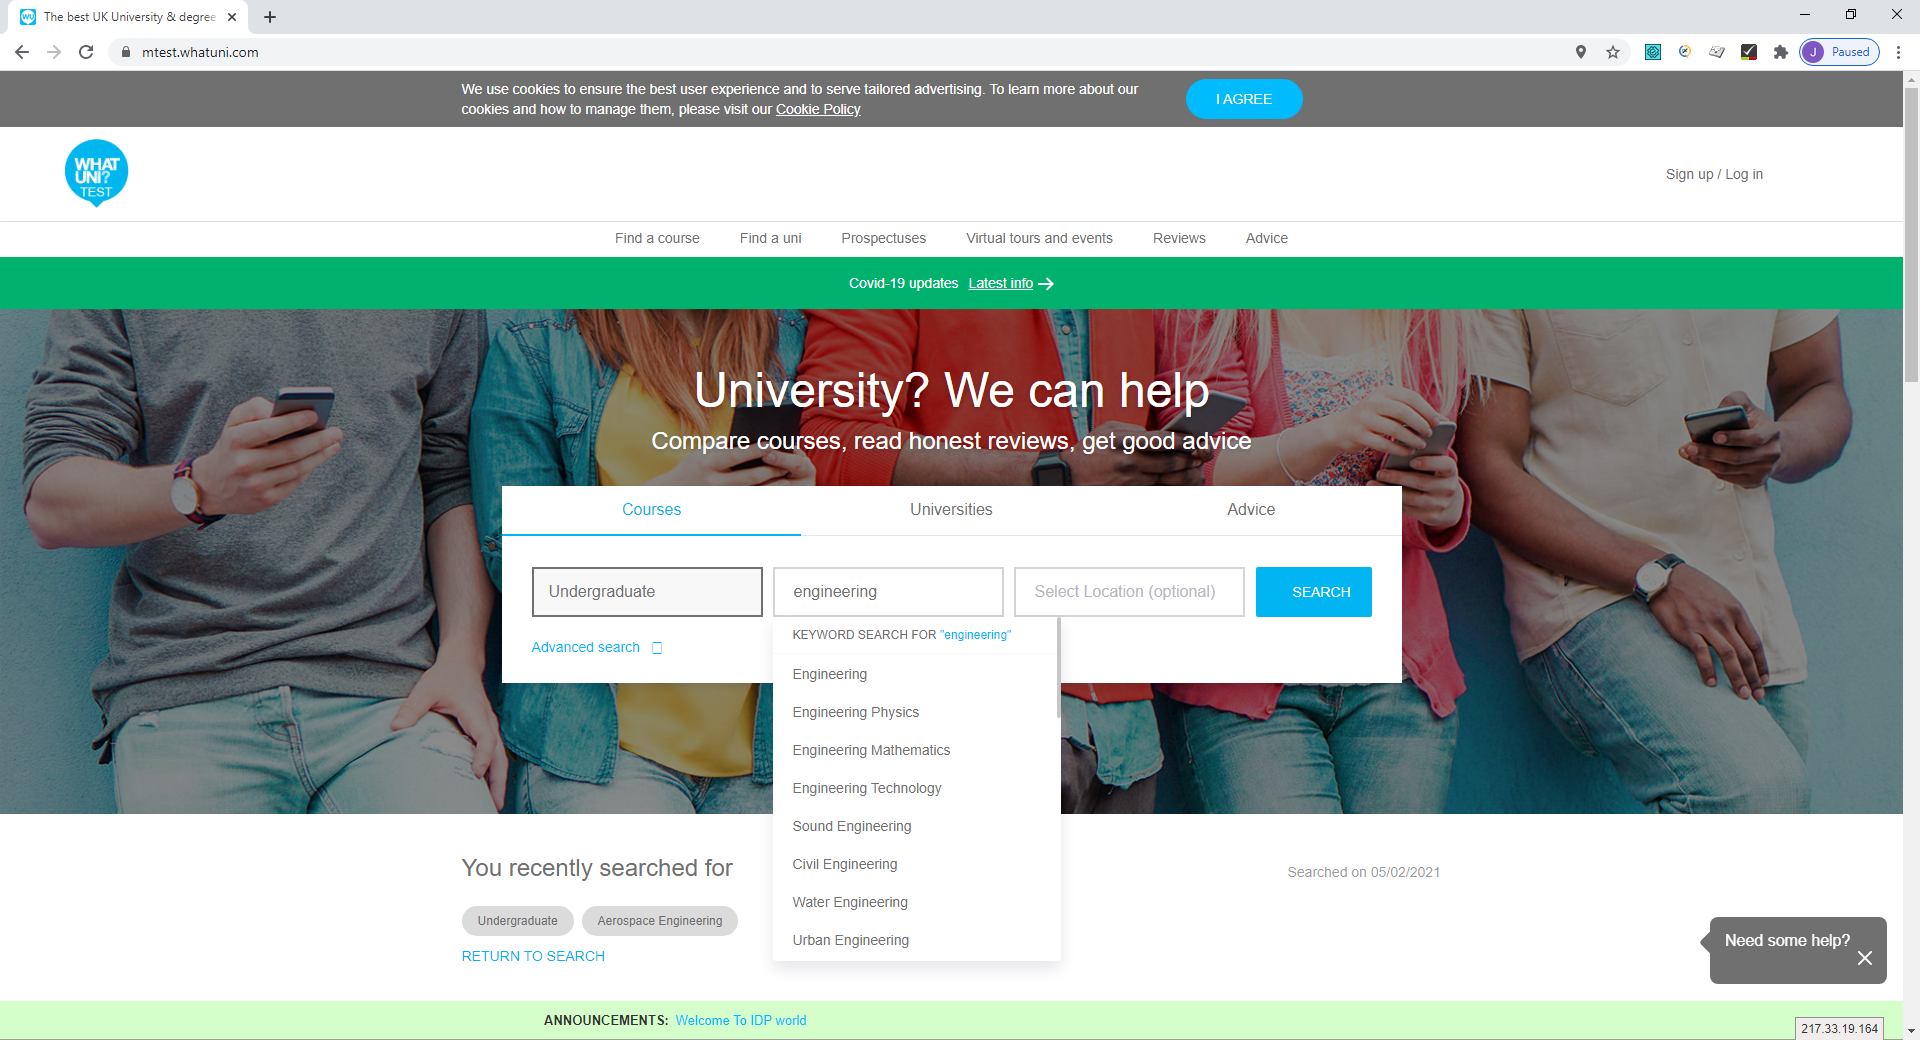 The best UK University & degree
mtest.whatuni.com
J Paused
We use cookies to ensure the best user experience and to serve tailored advertising. To learn more about our
cookies and how to manage them, please visit our Cookie Policy
I AGREE
WHAT
UNI?
TEST
Sign up / Log in
Find a course Find a uni Prospectuses Virtual tours and events Reviews Advice
Covid-19 updates Latest info
University? We can help
Compare courses, read honest reviews, get good advice
Courses Universities Advice
Undergraduate engineering Select Location (optional) SEARCH
Advanced search
KEYWORD SEARCH FOR "engineering"
Engineering
Engineering Physics
Engineering Mathematics
Engineering Technology
Sound Engineering
Civil Engineering
Water Engineering
Urban Engineering
You recently searched for
Searched on 05/02/2021
Undergraduate Aerospace Engineering
RETURN TO SEARCH
Need some help?
ANNOUNCEMENTS: Welcome To IDP world
217.33.19.164